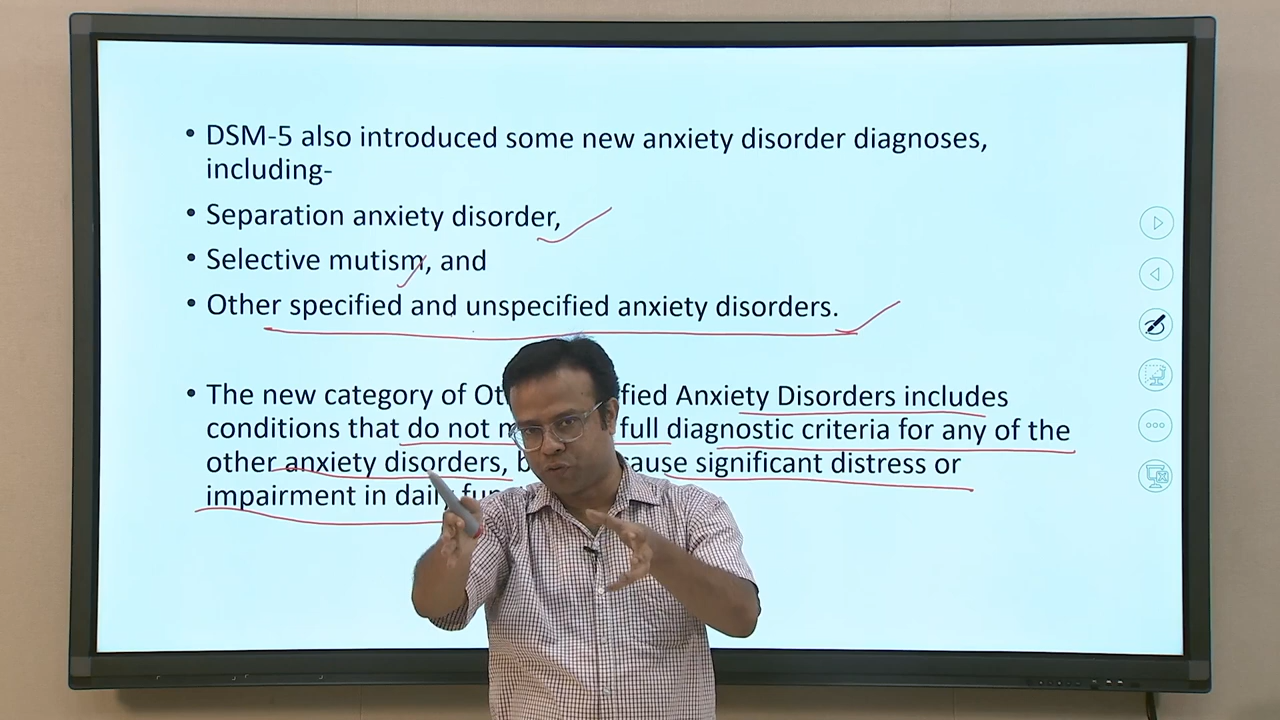 • DSM-5 also introduced some new anxiety disorder diagnoses,
including-
• Separation anxiety disorder,
• Selective mutism, and
• Other specified and unspecified anxiety disorders.
• The new category of Ot fied Anxiety Disorders includes
conditions that do not full diagnostic criteria for any of the
other anxiety disorders, cause significant distress or
impairment in daily